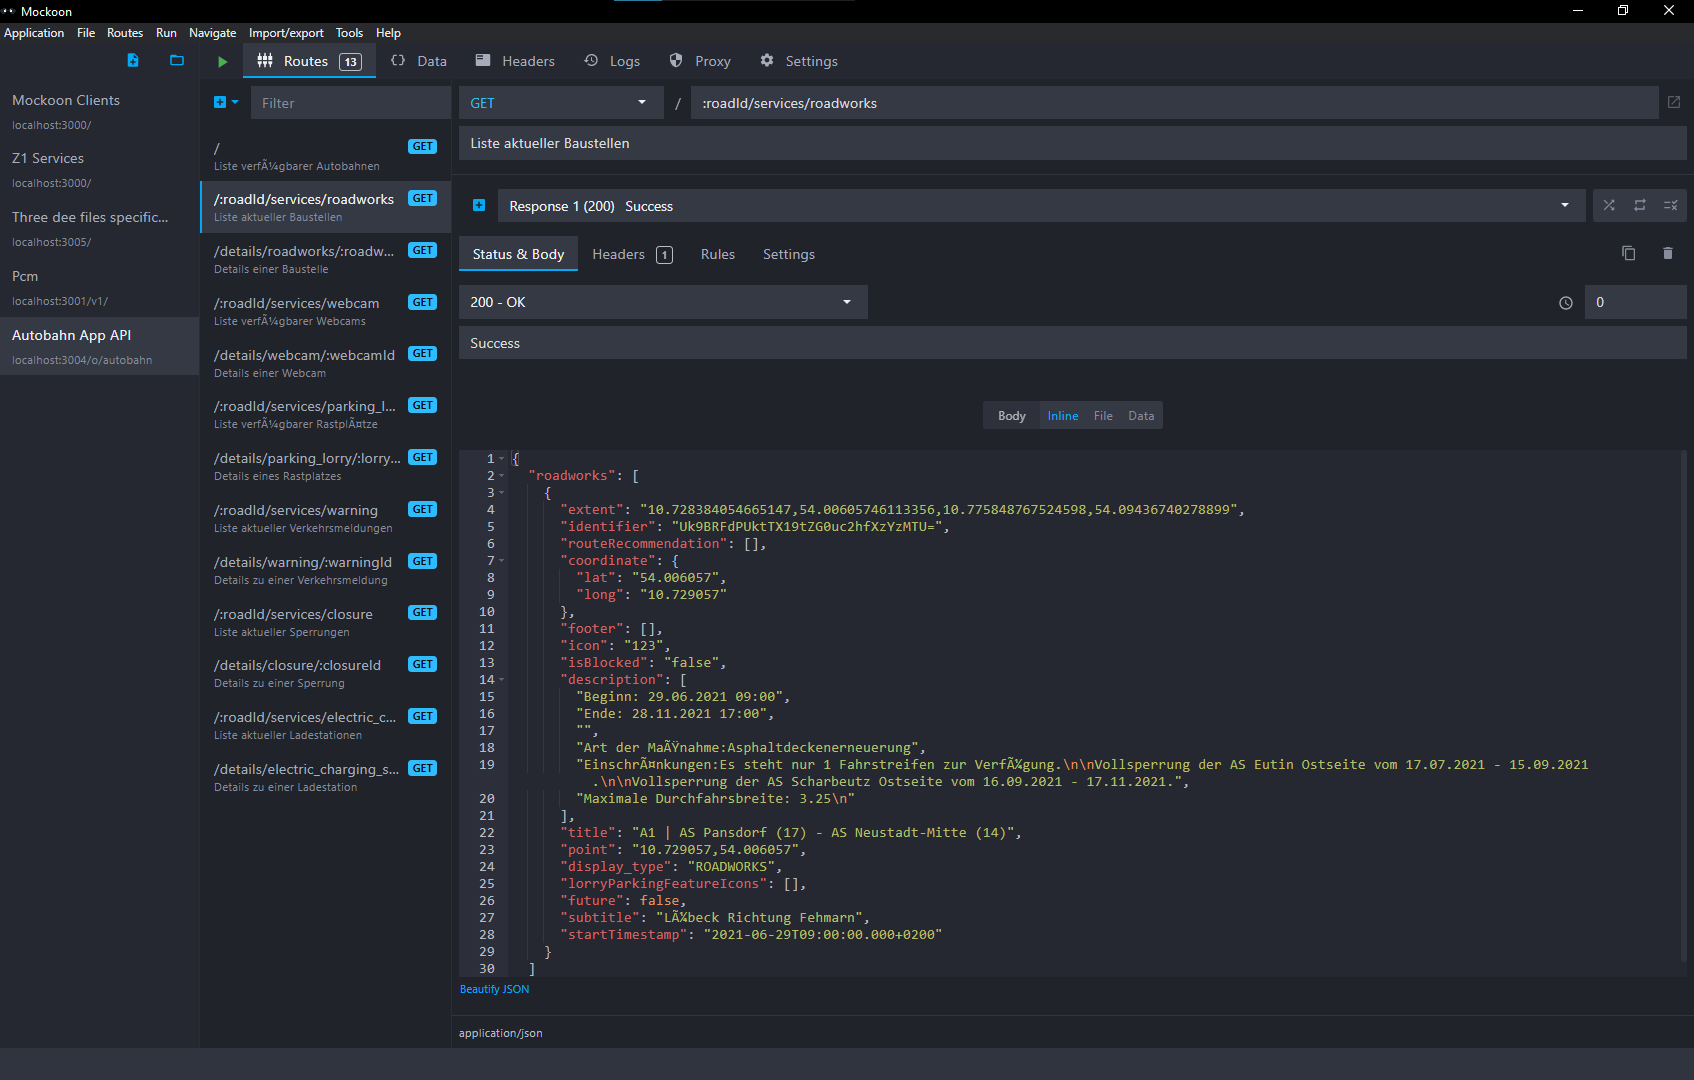 Mockoon
Application File Routes Run Navigate Import/export Tools Help
Routes 13 Data Headers Logs Proxy Settings
Mockoon Clients
localhost:3000/
Z1 Services
localhost:3000/
Three dee files specific...
localhost:3005/
Pcm
localhost:3001/v1/
Autobahn App API
localhost:3004/o/autobahn
Filter
/ GET
Liste verfÃ¼gbarer Autobahnen
/:roadId/services/roadworks GET
Liste aktueller Baustellen
/details/roadworks/:roadw... GET
Details einer Baustelle
/:roadId/services/webcam GET
Liste verfÃ¼gbarer Webcams
/details/webcam/:webcamId GET
Details einer Webcam
/:roadId/services/parking_l... GET
Liste verfÃ¼gbarer RastplÃ¤tze
/details/parking_lorry/:lorry... GET
Details eines Rastplatzes
/:roadId/services/warning GET
Liste aktueller Verkehrsmeldungen
/details/warning/:warningId GET
Details zu einer Verkehrsmeldung
/:roadId/services/closure GET
Liste aktueller Sperrungen
/details/closure/:closureId GET
Details zu einer Sperrung
/:roadId/services/electric_c... GET
Liste aktueller Ladestationen
/details/electric_charging_s... GET
Details zu einer Ladestation
GET / :roadId/services/roadworks
Liste aktueller Baustellen
Response 1 (200) Success
Status & Body Headers 1 Rules Settings
200 - OK 0
Success
Body Inline File Data
1 {
2 "roadworks": [
3 {
4 "extent": "10.728384054665147,54.00605746113356,10.775848767524598,54.09436740278899",
5 "identifier": "Uk9BRFdPUktTX19tZG0uc2hfXzYzMTU=",
6 "routeRecommendation": [],
7 "coordinate": {
8 "lat": "54.006057",
9 "long": "10.729057"
10 },
11 "footer": [],
12 "icon": "123",
13 "isBlocked": "false",
14 "description": [
15 "Beginn: 29.06.2021 09:00",
16 "Ende: 28.11.2021 17:00",
17 "",
18 "Art der MaÃŸnahme:Asphaltdeckenerneuerung",
19 "EinschrÃ¤nkungen:Es steht nur 1 Fahrstreifen zur VerfÃ¼gung.\n\nVollsperrung der AS Eutin Ostseite vom 17.07.2021 - 15.09.2021
.\n\nVollsperrung der AS Scharbeutz Ostseite vom 16.09.2021 - 17.11.2021.",
20 "Maximale Durchfahrsbreite: 3.25\n"
21 ],
22 "title": "A1 | AS Pansdorf (17) - AS Neustadt-Mitte (14)",
23 "point": "10.729057,54.006057",
24 "display_type": "ROADWORKS",
25 "lorryParkingFeatureIcons": [],
26 "future": false,
27 "subtitle": "LÃ¼beck Richtung Fehmarn",
28 "startTimestamp": "2021-06-29T09:00:00.000+0200"
29 }
30 ]
Beautify JSON
application/json